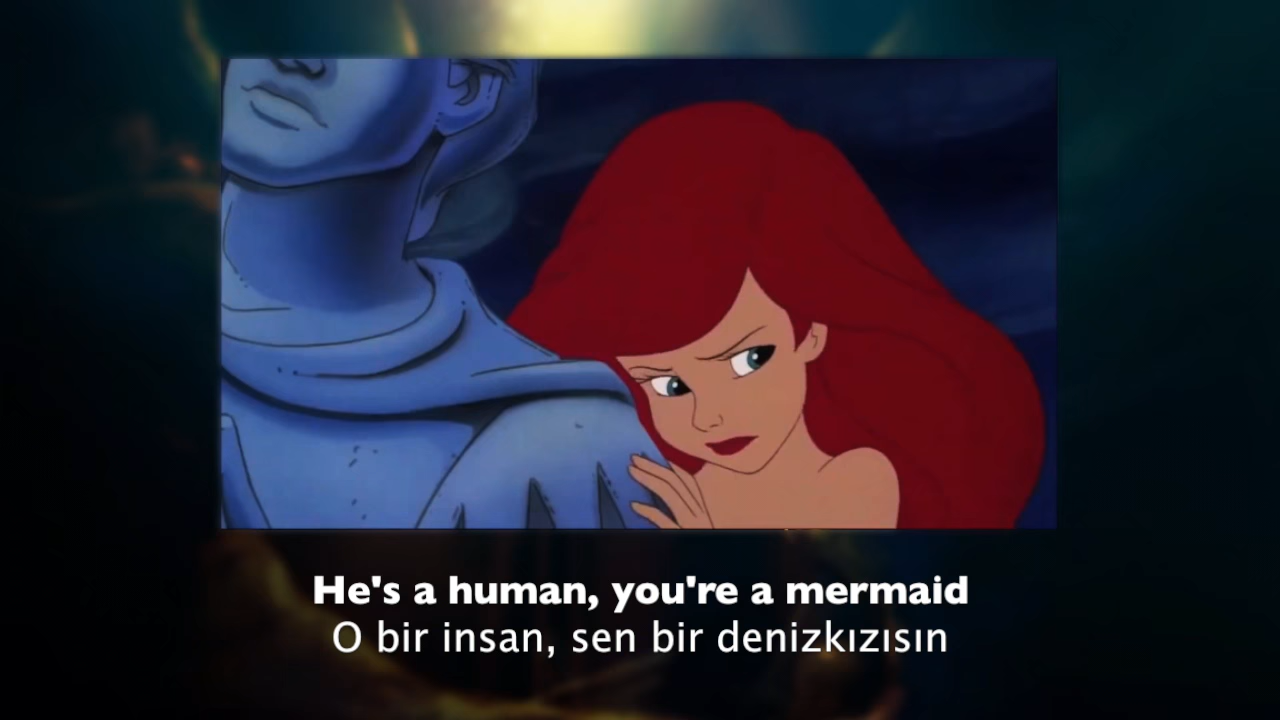 He's a human, you're a mermaid
O bir insan, sen bir denizkızısın